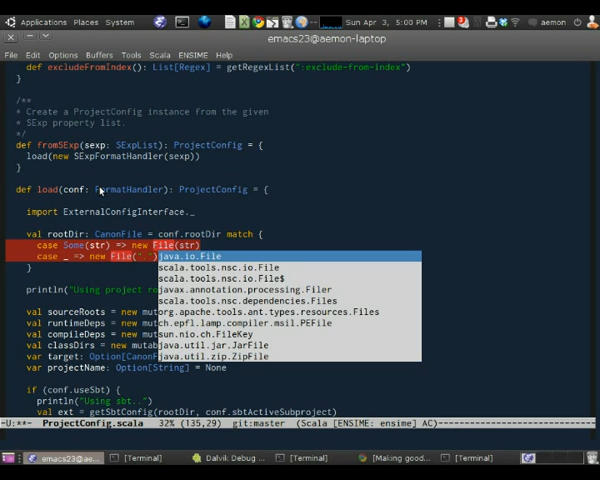 Applications Places System Sun Apr 3, 5:00 PM aemon
emacs23@aemon-laptop
File Edit Options Buffers Tools Scala ENSIME Help
def excludeFromIndex(): List[Regex] = getRegexList(":exclude-from-index")
}
/**
* Create a ProjectConfig instance from the given
* SExp property list.
*/
def fromSExp(sexp: SExpList): ProjectConfig = {
load(new SExpFormatHandler(sexp))
}
def load(conf: FormatHandler): ProjectConfig = {
import ExternalConfigInterface._
val rootDir: CanonFile = conf.rootDir match {
case Some(str) => new File(str)
case _ => new File(".")
java.io.File
scala.tools.nsc.io.File
}
scala.tools.nsc.io.File$
println("Using project ro
javax.annotation.processing.Filer
scala.tools.nsc.dependencies.Files
val sourceRoots = new mut
org.apache.tools.ant.types.resources.Files
val runtimeDeps = new mut
ch.epfl.lamp.compiler.msil.PEFile
val compileDeps = new mut
sun.nio.ch.FileKey
val classDirs = new mutab
java.util.jar.JarFile
var target: Option[CanonF
java.util.zip.ZipFile
var projectName: Option[String] = None
if (conf.useSbt) {
println("Using sbt..")
val ext = getSbtConfig(rootDir, conf.sbtActiveSubproject)
-U:**- ProjectConfig.scala 32% (135,29) git:master (Scala [ENSIME: ensime] AC)
emacs23@ae... [Terminal] Dalvik: Debug ... [Terminal] [Making good... [Terminal]